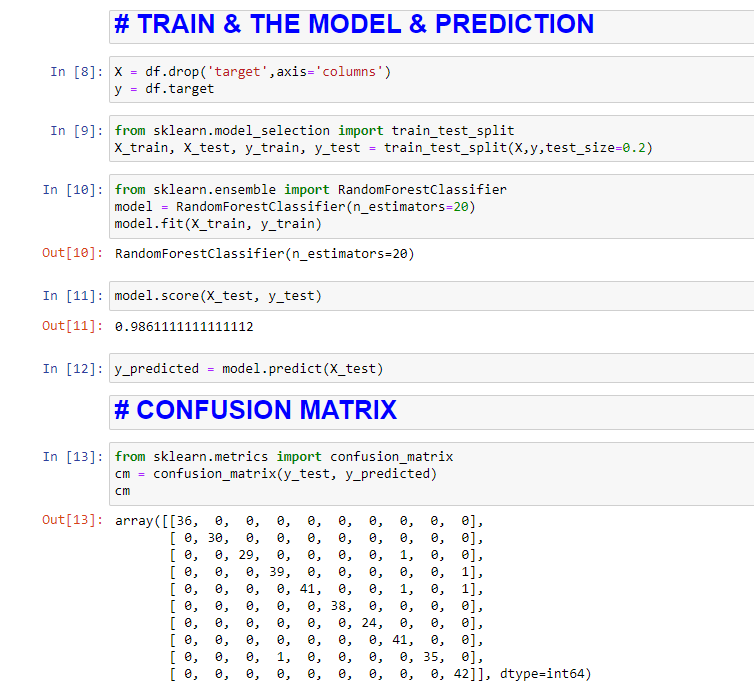 # TRAIN & THE MODEL & PREDICTION
In [8]: X = df.drop('target',axis='columns')
y = df.target
In [9]: from sklearn.model_selection import train_test_split
X_train, X_test, y_train, y_test = train_test_split(X,y,test_size=0.2)
In [10]: from sklearn.ensemble import RandomForestClassifier
model = RandomForestClassifier(n_estimators=20)
model.fit(X_train, y_train)
Out[10]: RandomForestClassifier(n_estimators=20)
In [11]: model.score(X_test, y_test)
Out[11]: 0.9861111111111112
In [12]: y_predicted = model.predict(X_test)
# CONFUSION MATRIX
In [13]: from sklearn.metrics import confusion_matrix
cm = confusion_matrix(y_test, y_predicted)
cm
Out[13]: array([[36, 0, 0, 0, 0, 0, 0, 0, 0, 0],
[ 0, 30, 0, 0, 0, 0, 0, 0, 0, 0],
[ 0, 0, 29, 0, 0, 0, 0, 1, 0, 0],
[ 0, 0, 0, 39, 0, 0, 0, 0, 0, 1],
[ 0, 0, 0, 0, 41, 0, 0, 1, 0, 1],
[ 0, 0, 0, 0, 0, 38, 0, 0, 0, 0],
[ 0, 0, 0, 0, 0, 0, 24, 0, 0, 0],
[ 0, 0, 0, 0, 0, 0, 0, 41, 0, 0],
[ 0, 0, 0, 1, 0, 0, 0, 0, 35, 0],
[ 0, 0, 0, 0, 0, 0, 0, 0, 0, 42]], dtype=int64)